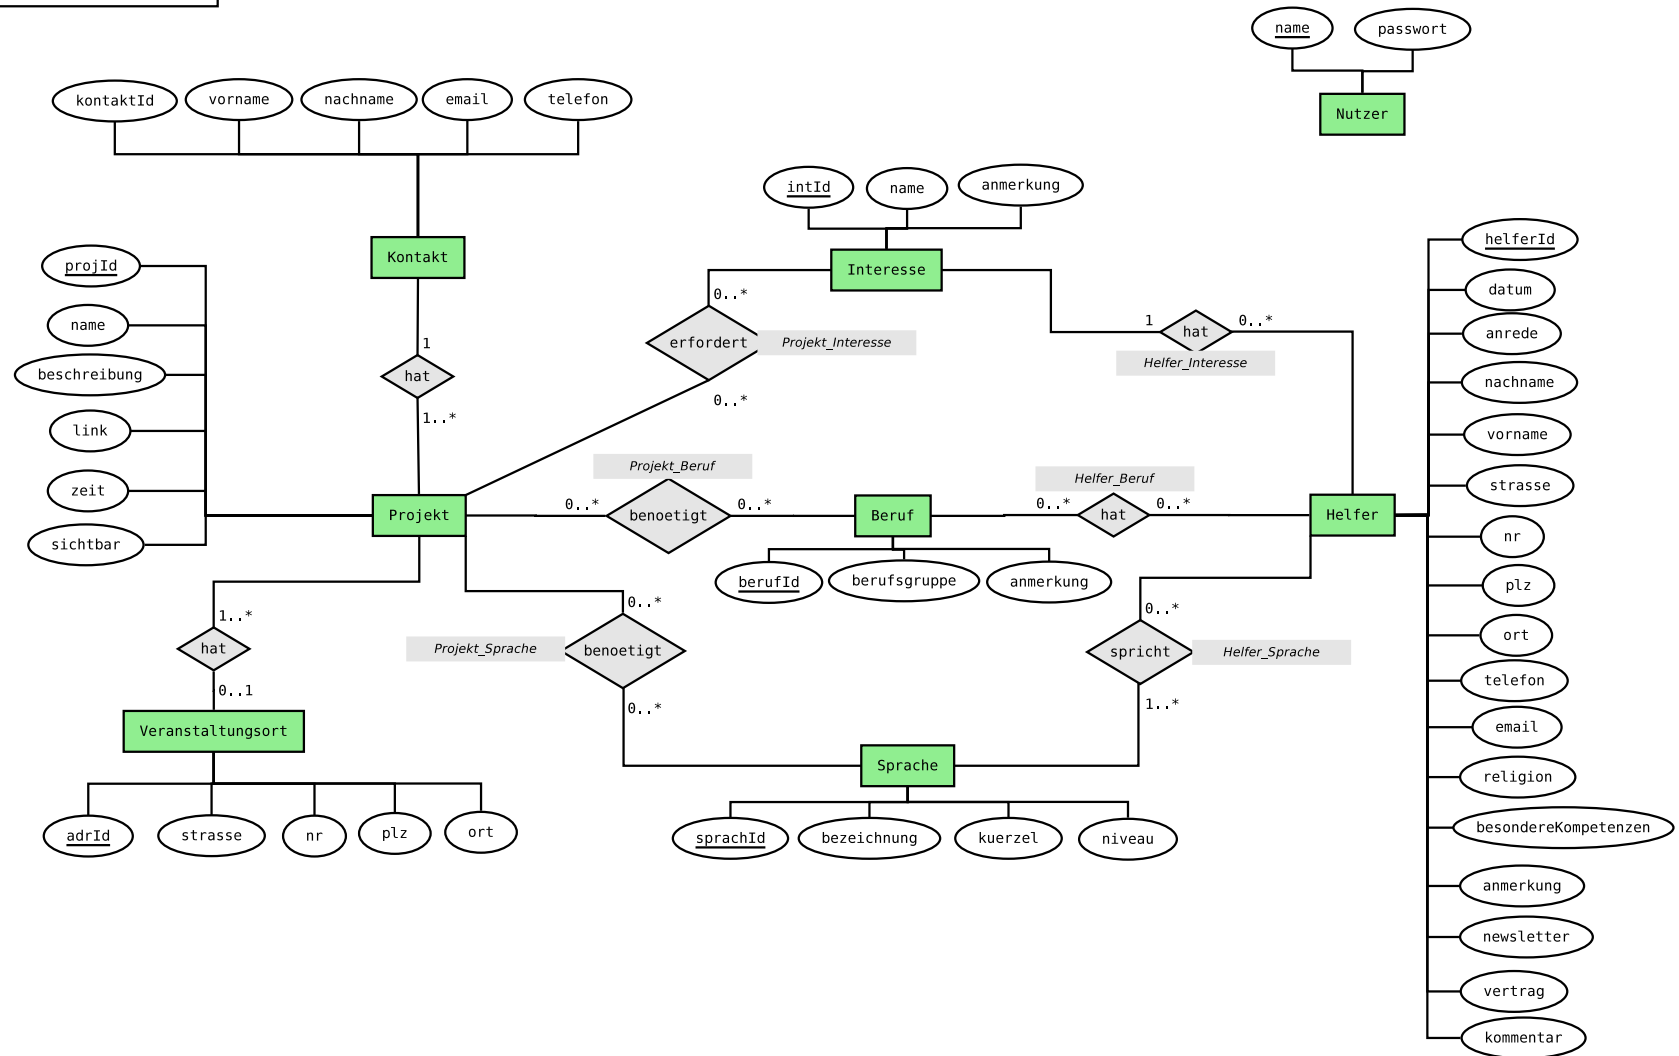 name
passwort
Nutzer
kontaktId
vorname
nachname
email
telefon
Kontakt
1
hat
1..*
projId
name
beschreibung
link
zeit
sichtbar
Projekt
intId
name
anmerkung
Interesse
0..*
erfordert
Projekt_Interesse
0..*
1
hat
0..*
Helfer_Interesse
Projekt_Beruf
0..*
benoetigt
0..*
Beruf
berufId
berufsgruppe
anmerkung
Helfer_Beruf
0..*
hat
0..*
Helfer
helferId
datum
anrede
nachname
vorname
strasse
nr
plz
ort
telefon
email
religion
besondereKompetenzen
anmerkung
newsletter
vertrag
kommentar
1..*
hat
0..1
Veranstaltungsort
adrId
strasse
nr
plz
ort
0..*
Projekt_Sprache
benoetigt
0..*
0..*
spricht
Helfer_Sprache
1..*
Sprache
sprachId
bezeichnung
kuerzel
niveau